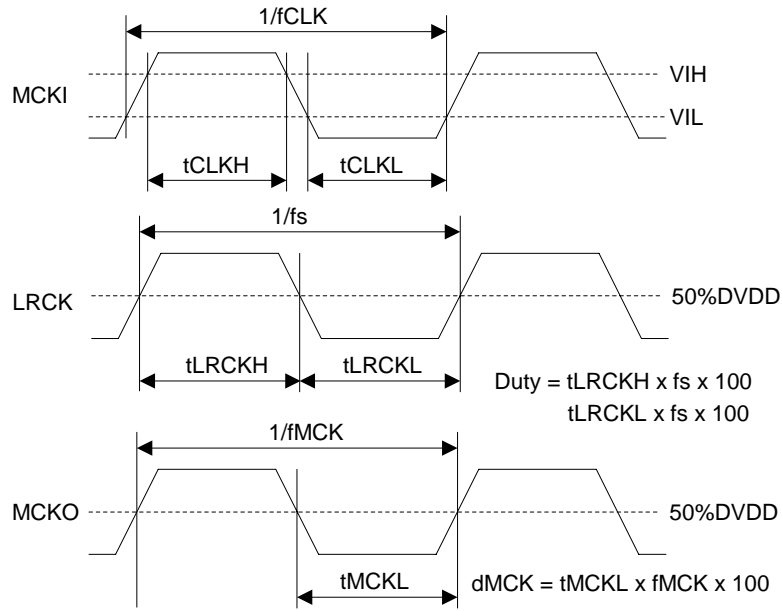 1/fCLK
VIH
MCKI
VIL
tCLKH
tCLKL
1/fs
LRCK
50%DVDD
tLRCKH
tLRCKL
Duty = tLRCKH x fs x 100
tLRCKL x fs x 100
1/fMCK
MCKO
50%DVDD
tMCKL
dMCK = tMCKL x fMCK x 100